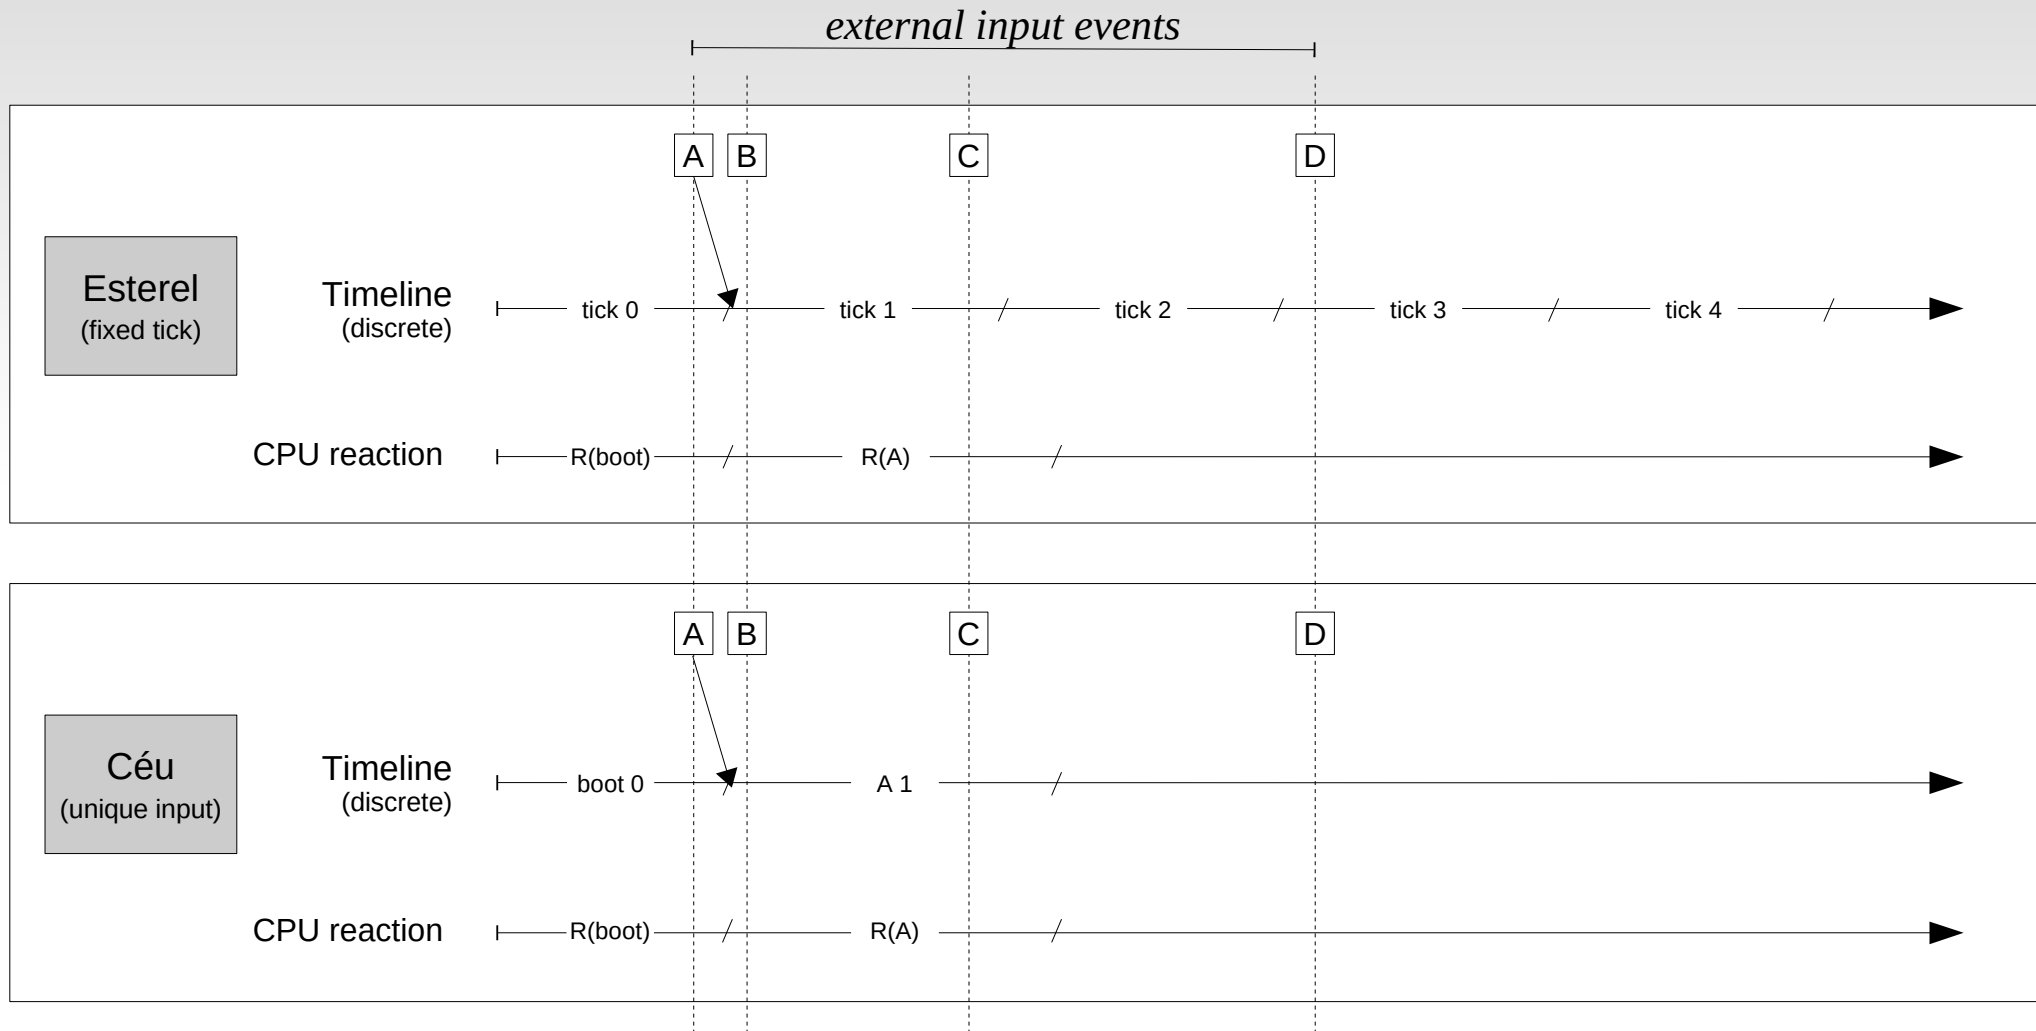 external input events
A B C D
Esterel
(fixed tick)
Timeline
(discrete)
tick 0 tick 1 tick 2 tick 3 tick 4
CPU reaction
R(boot) R(A)
A B C D
Céu
(unique input)
Timeline
(discrete)
boot 0 A 1
CPU reaction
R(boot) R(A)